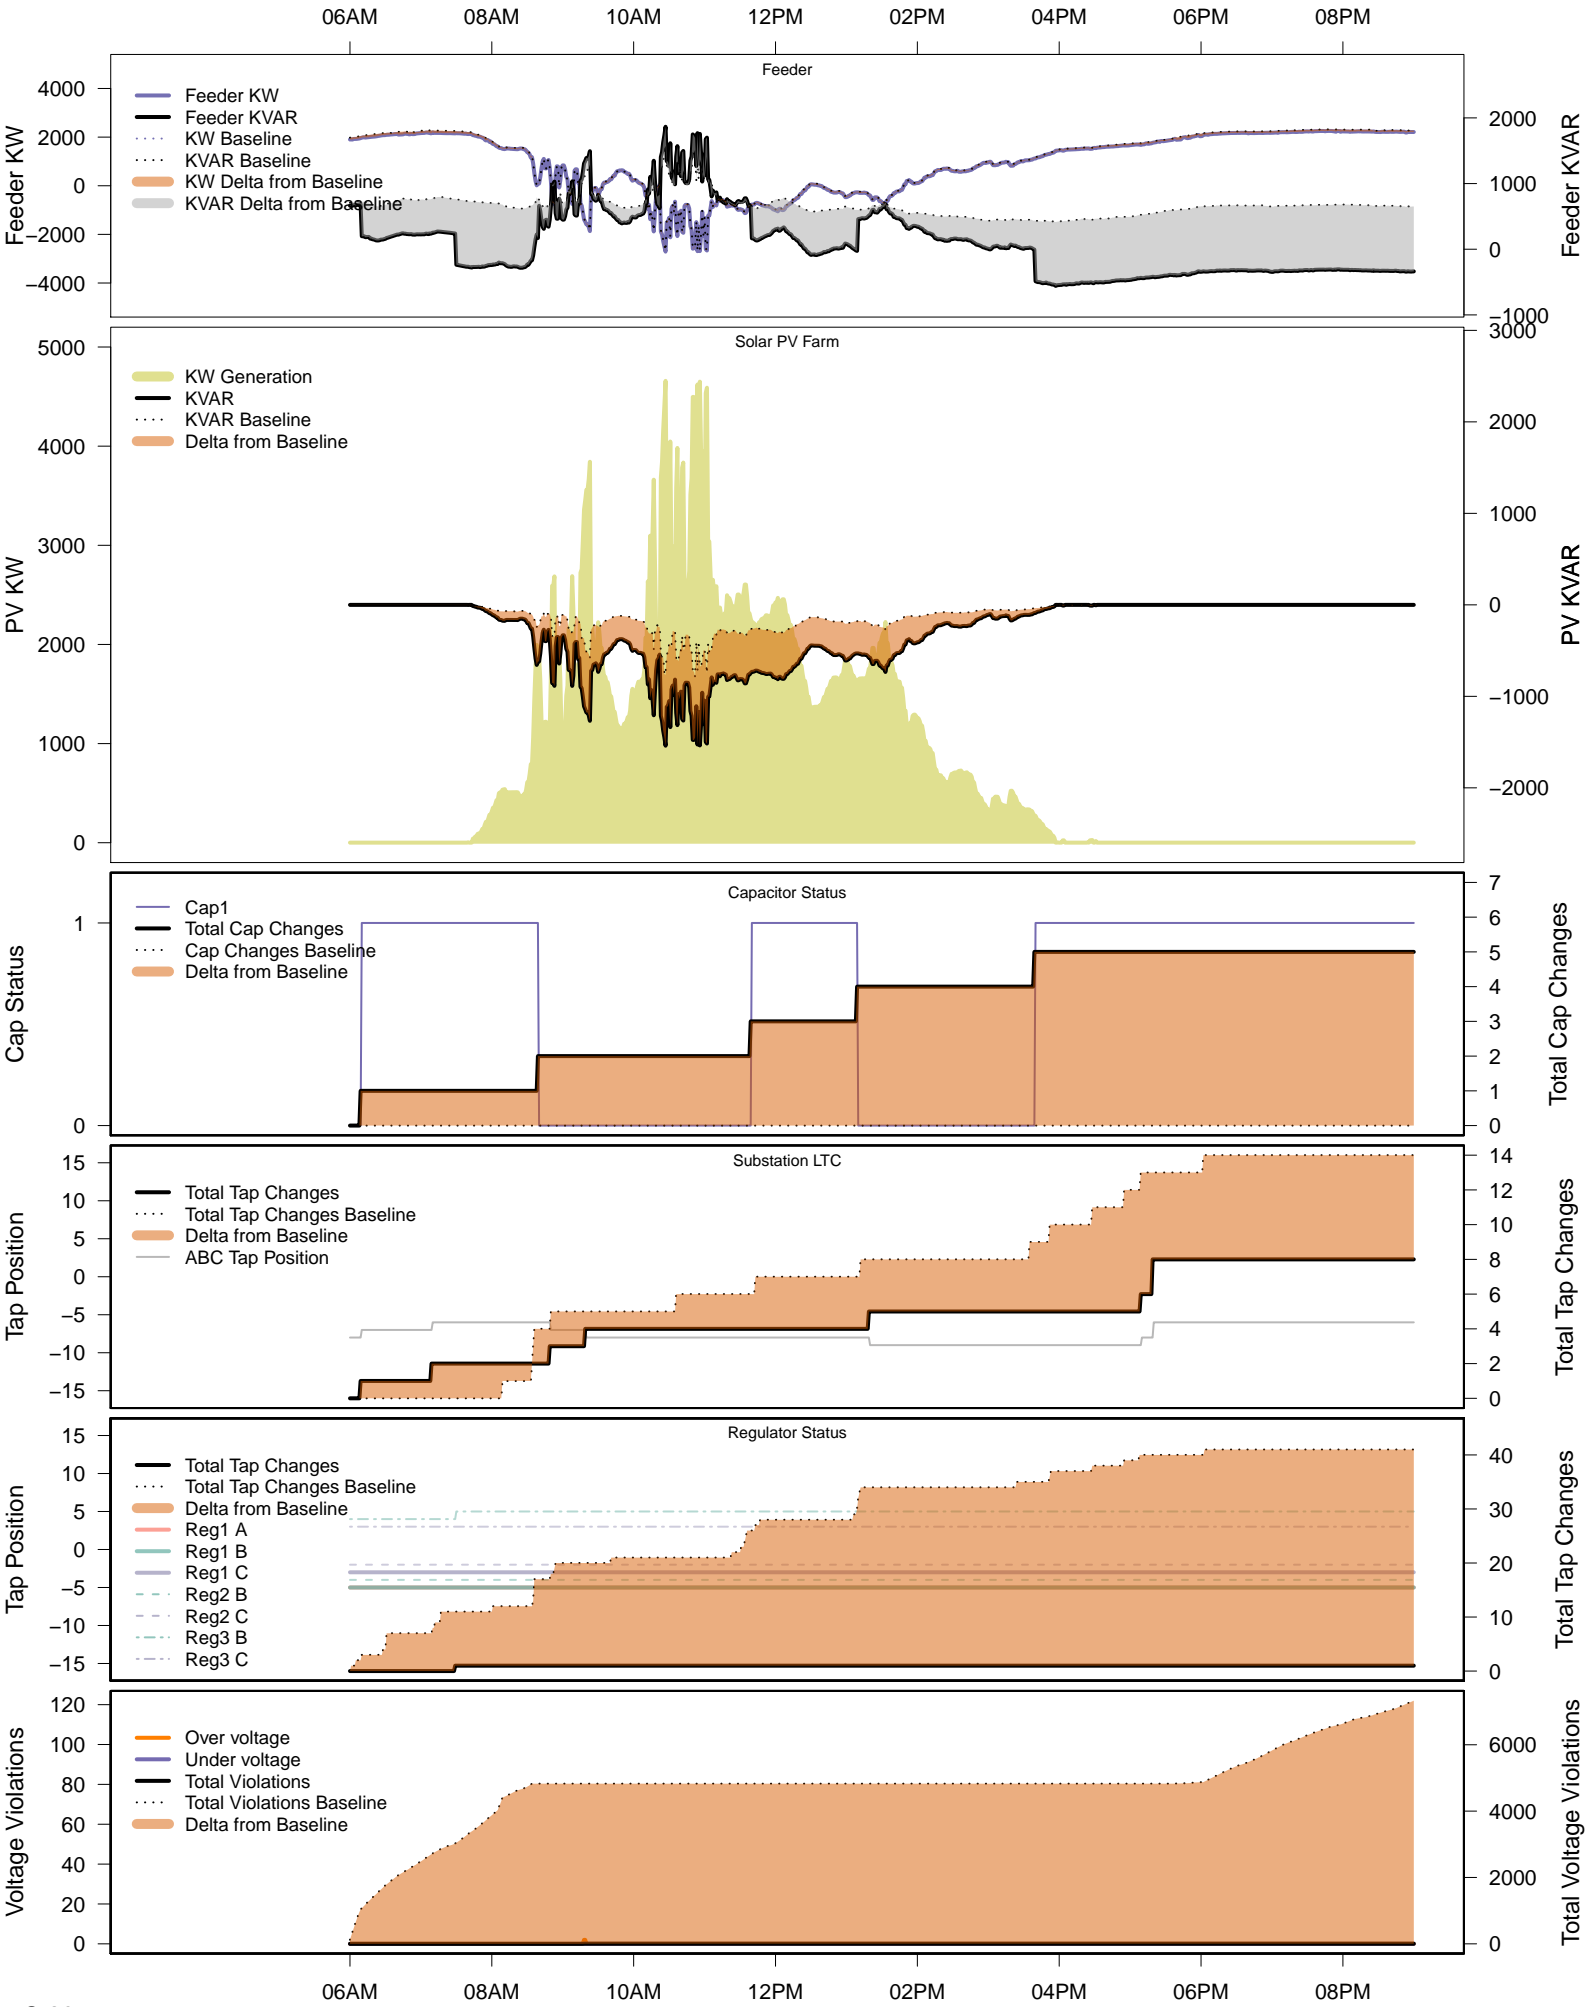 06AM 08AM 10AM 12PM 02PM 04PM 06PM 08PM
Feeder
Feeder KW
Feeder KVAR
KW Baseline
KVAR Baseline
KW Delta from Baseline
KVAR Delta from Baseline
4000
2000
0
−2000
−4000
Feeder KW
2000
1000
0
−1000
Feeder KVAR
Solar PV Farm
KW Generation
KVAR
KVAR Baseline
Delta from Baseline
5000
4000
3000
2000
1000
0
PV KW
3000
2000
1000
0
−1000
−2000
PV KVAR
Capacitor Status
Cap1
Total Cap Changes
Cap Changes Baseline
Delta from Baseline
1
0
Cap Status
7
6
5
4
3
2
1
0
Total Cap Changes
Substation LTC
Total Tap Changes
Total Tap Changes Baseline
Delta from Baseline
ABC Tap Position
15
10
5
0
−5
−10
−15
Tap Position
14
12
10
8
6
4
2
0
Total Tap Changes
Regulator Status
Total Tap Changes
Total Tap Changes Baseline
Delta from Baseline
Reg1 A
Reg1 B
Reg1 C
Reg2 B
Reg2 C
Reg3 B
Reg3 C
15
10
5
0
−5
−10
−15
Tap Position
40
30
20
10
0
Total Tap Changes
Over voltage
Under voltage
Total Violations
Total Violations Baseline
Delta from Baseline
120
100
80
60
40
20
0
Voltage Violations
6000
4000
2000
0
Total Voltage Violations
06AM 08AM 10AM 12PM 02PM 04PM 06PM 08PM